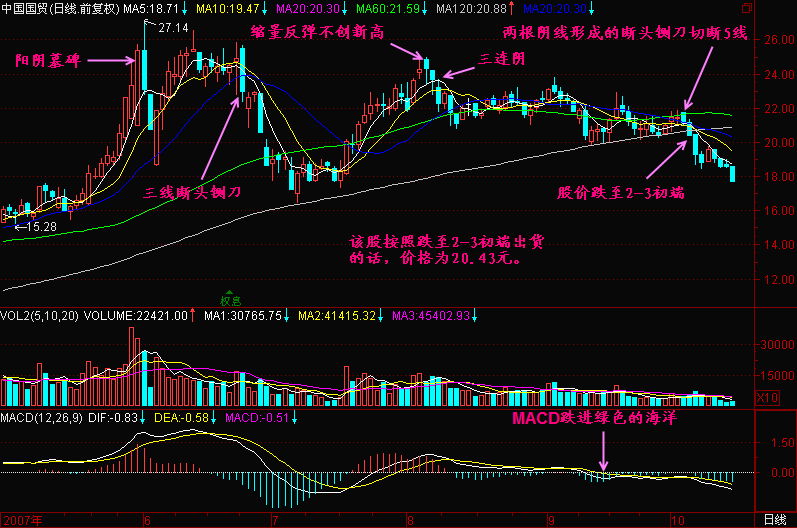 中国国贸(日线.前复权) MA5:18.71↓ MA10:19.47↓ MA20:20.30↓ MA60:21.59↓ MA120:20.88↑ MA20:20.30↓
27.14
缩量反弹不创新高
两根阴线形成的断头铡刀切断5线
阳阴墓碑
三连阴
26.00
24.00
22.00
20.00
18.00
16.00
14.00
12.00
三线断头铡刀
股价跌至2-3初端
←15.28
该股按照跌至2-3初端出货
的话，价格为20.43元。
权息
VOL2(5,10,20) VOLUME:22421.00↑ MA1:30765.75↓ MA2:41415.32↓ MA3:45402.93↓
30000
15000
X10
MACD(12,26,9) DIF:-0.83↓ DEA:-0.58↓ MACD:-0.51↓
MACD跌进绿色的海洋
1.50
0.00
2007年 6 7 8 9 10 日线